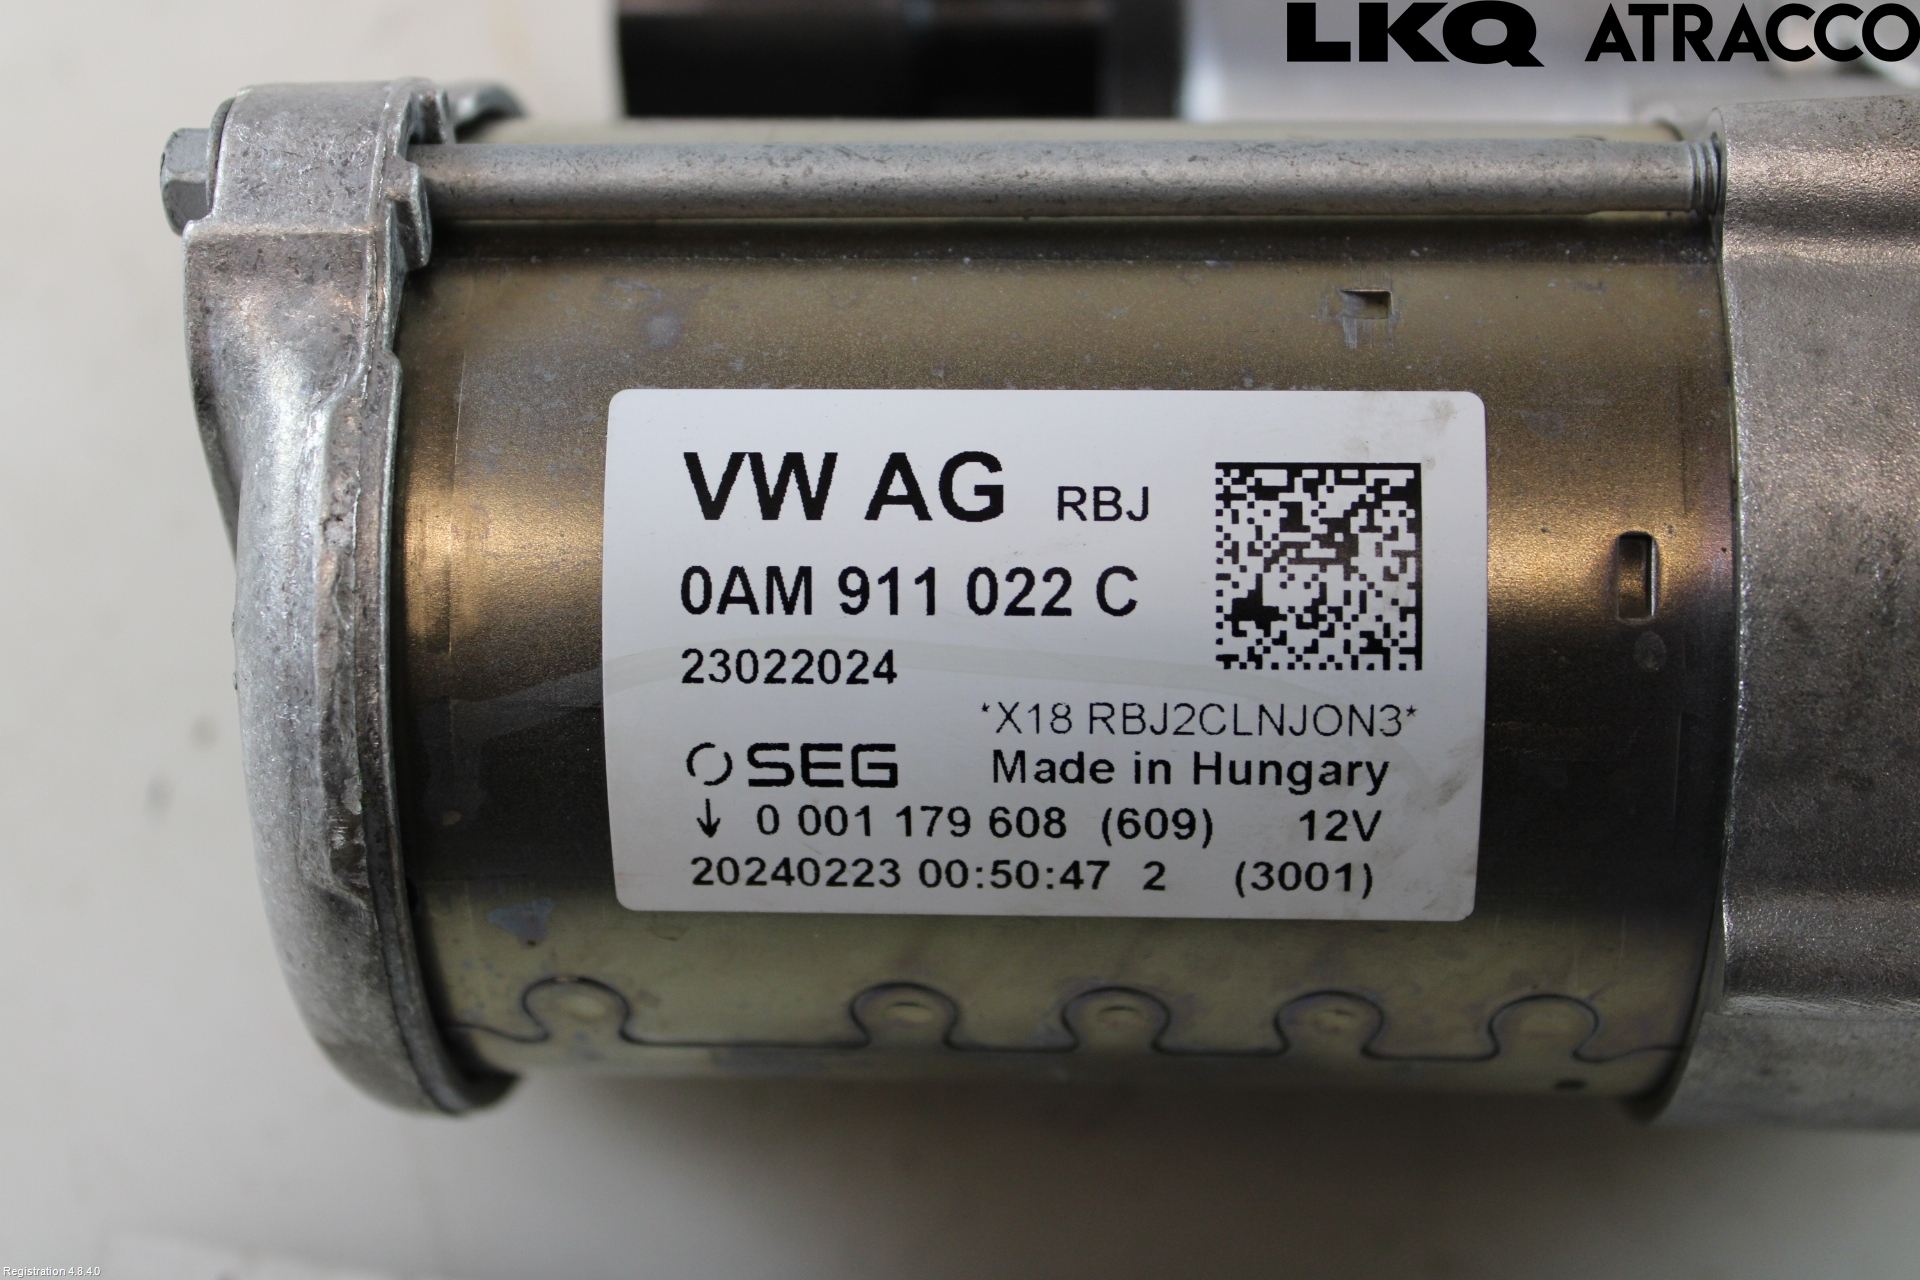 LKQ ATRACCO
VW AG RBJ
0AM 911 022 C
23022024
*X18 RBJ2CLNJON3*
SEG Made in Hungary
↓ 0 001 179 608 (609) 12V
20240223 00:50:47 2 (3001)
Registration 4.8.4.0